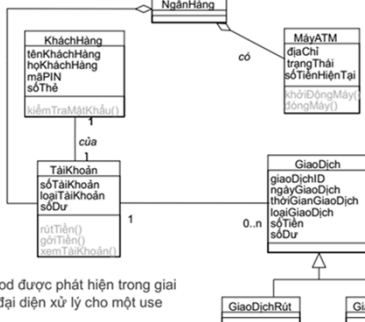 NgânHàng
KháchHàng
tênKháchHàng
họKháchHàng
mãPIN
sốThẻ
kiểmTraMậtKhẩu()
có
MáyATM
địaChỉ
trạngThái
sốTiềnHiệnTại
khởiĐộngMáy()
đóngMáy()
1
của
1
TàiKhoản
sốTàiKhoản
loạiTàiKhoản
sốDư
rútTiền()
gởiTiền()
xemTàiKhoản()
1
0..n
GiaoDịch
giaoDịchID
ngàyGiaoDịch
thờiGianGiaoDịch
loạiGiaoDịch
sốTiền
sốDư
od được phát hiện trong giai
đại diện xử lý cho một use
GiaoDịchRút